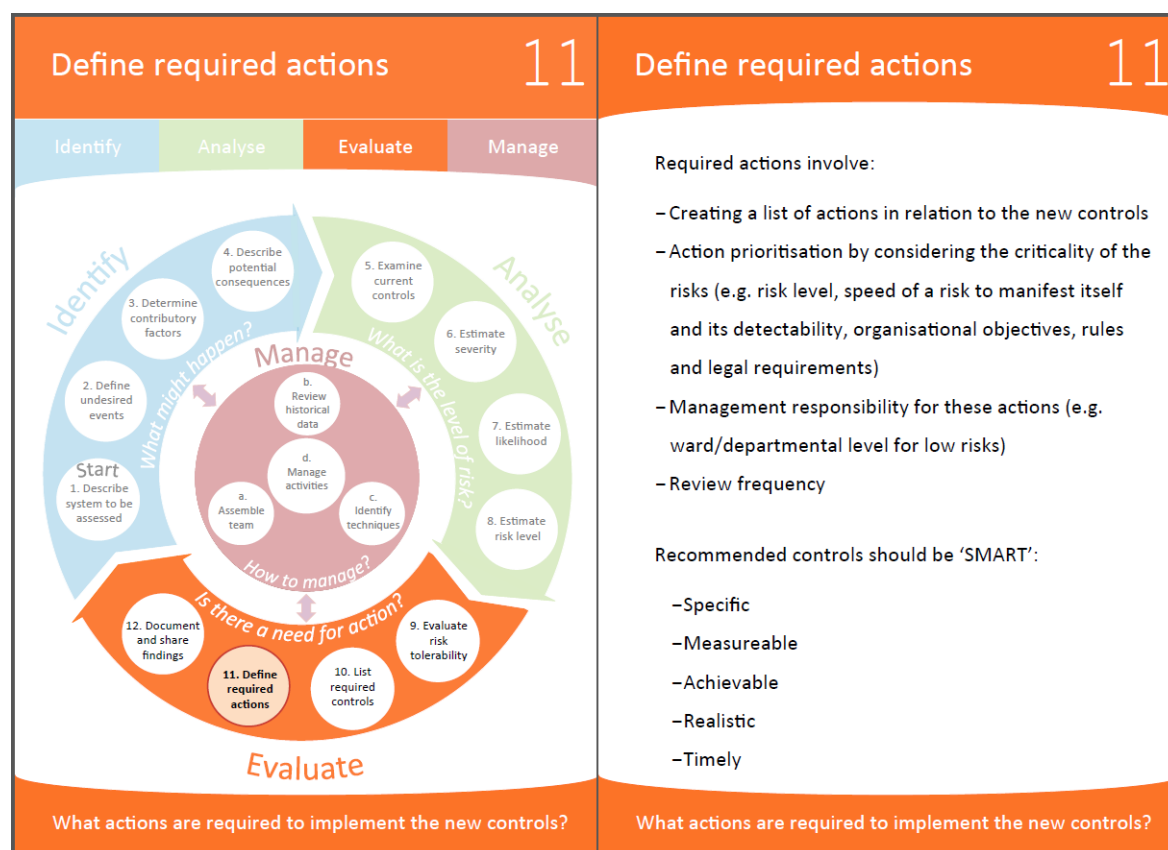 Define required actions
11
Identify
Analyse
Evaluate
Manage
Identify
Analyse
Evaluate
What might happen?
What is the level of risk?
Is there a need for action?
Manage
How to manage?
Start
1. Describe
system to be
assessed
2. Define
undesired
events
3. Determine
contributory
factors
4. Describe
potential
consequences
5. Examine
current
controls
6. Estimate
severity
7. Estimate
likelihood
8. Estimate
risk level
9. Evaluate
risk
tolerability
10. List
required
controls
11. Define
required
actions
12. Document
and share
findings
a.
Assemble
team
b.
Review
historical
data
c.
Identify
techniques
d.
Manage
activities
What actions are required to implement the new controls?
Define required actions
11
Required actions involve:
–Creating a list of actions in relation to the new controls
–Action prioritisation by considering the criticality of the
risks (e.g. risk level, speed of a risk to manifest itself
and its detectability, organisational objectives, rules
and legal requirements)
–Management responsibility for these actions (e.g.
ward/departmental level for low risks)
–Review frequency
Recommended controls should be ‘SMART’:
–Specific
–Measureable
–Achievable
–Realistic
–Timely
What actions are required to implement the new controls?